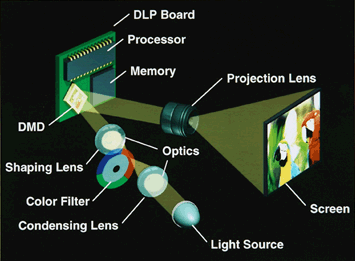 DLP Board
Processor
Memory
Projection Lens
DMD
Shaping Lens
Optics
Color Filter
Condensing Lens
Screen
Light Source